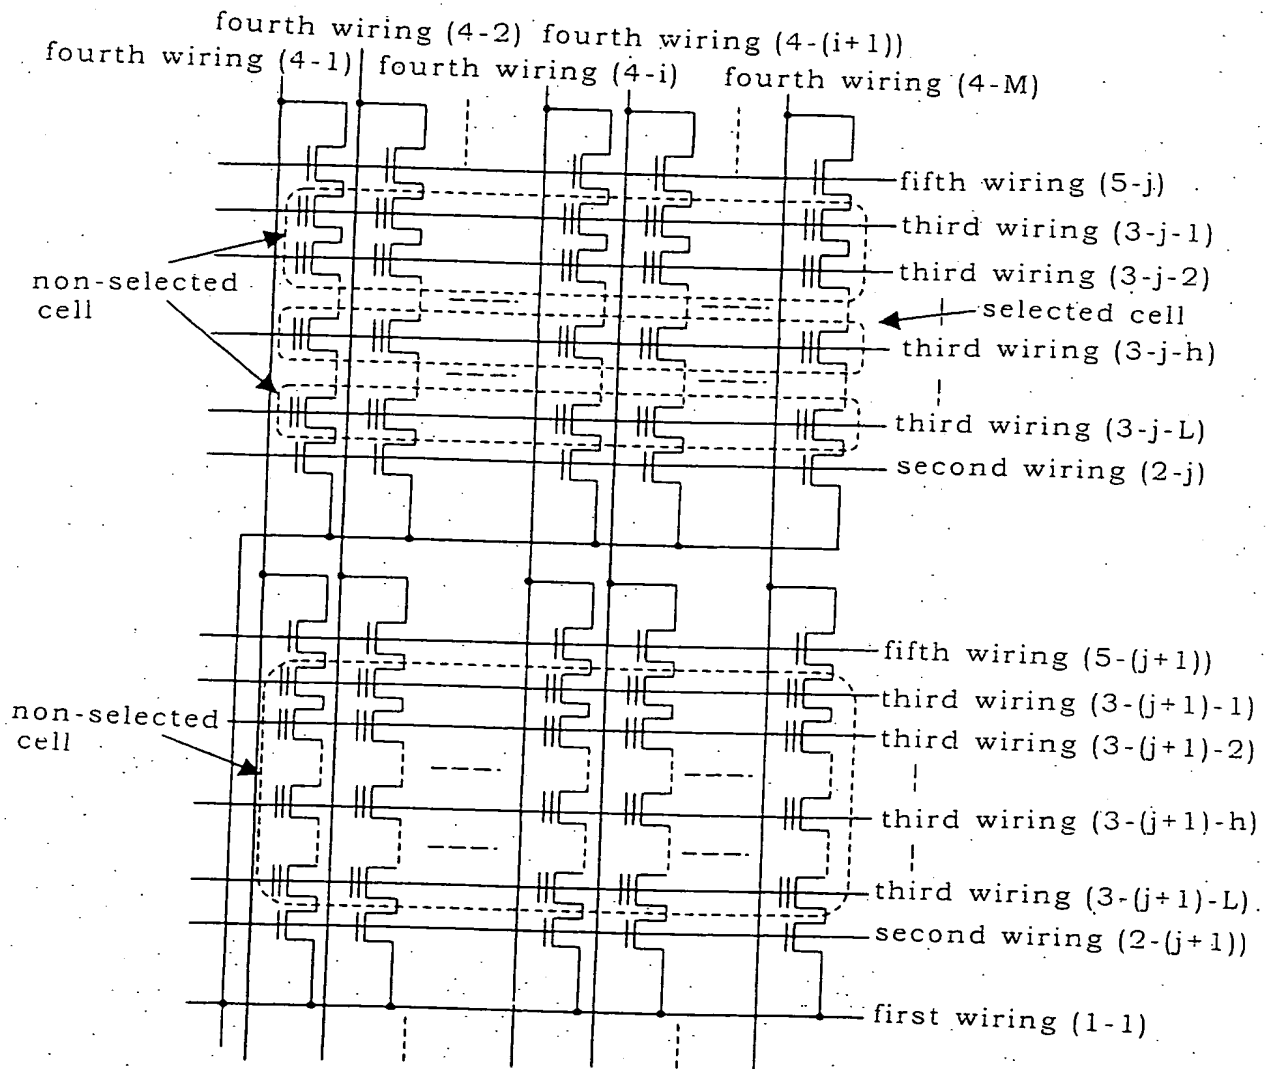 fourth wiring (4-2) fourth wiring (4-(i+1))
fourth wiring (4-1) fourth wiring (4-i) fourth wiring (4-M)
fifth wiring (5-j)
third wiring (3-j-1)
non-selected
cell
third wiring (3-j-2)
selected cell
third wiring (3-j-h)
third wiring (3-j-L)
second wiring (2-j)
fifth wiring (5-(j+1))
third wiring (3-(j+1)-1)
non-selected
cell
third wiring (3-(j+1)-2)
third wiring (3-(j+1)-h)
third wiring (3-(j+1)-L)
second wiring (2-(j+1))
first wiring (1-1)